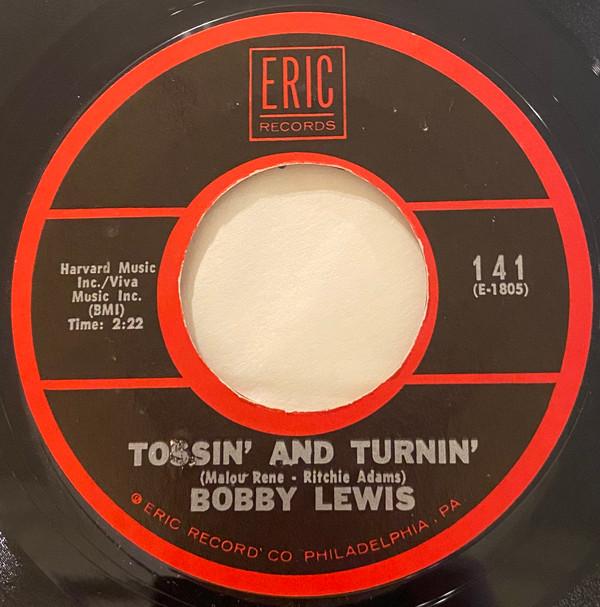 ERIC
RECORDS
Harvard Music
Inc./Viva
Music Inc.
(BMI)
Time: 2:22
141
(E-1805)
TOSSIN' AND TURNIN'
(Malou Rene - Ritchie Adams)
BOBBY LEWIS
℗ ERIC RECORD CO. PHILADELPHIA, PA.